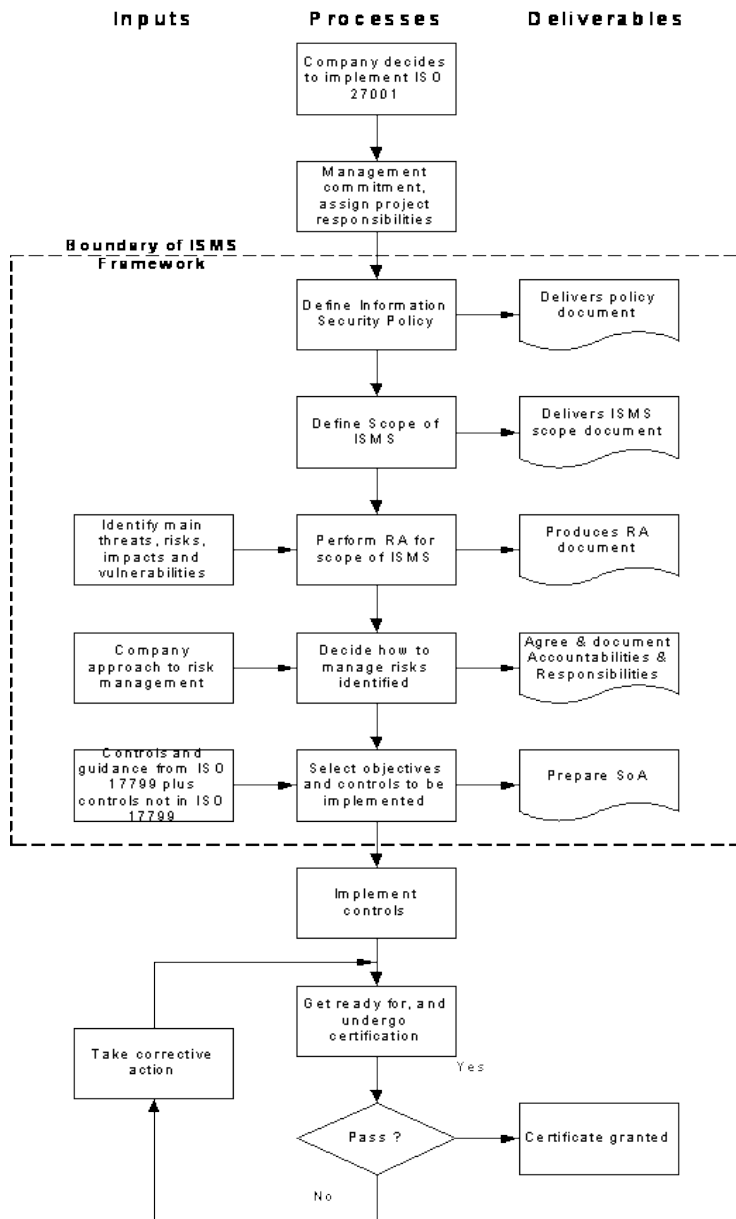 Inputs
Processes
Deliverables
Company decides
to implement ISO
27001
Management
commitment,
assign project
responsibilities
Boundary of ISMS
Framework
Define Information
Security Policy
Delivers policy
document
Define Scope of
ISMS
Delivers ISMS
scope document
Identify main
threats, risks,
impacts and
vulnerabilities
Perform RA for
scope of ISMS
Produces RA
document
Company
approach to risk
management
Decide how to
manage risks
identified
Agree & document
Accountabilities &
Responsibilities
Controls and
guidance from ISO
17799 plus
controls not in ISO
17799
Select objectives
and controls to be
implemented
Prepare SoA
Implement
controls
Get ready for, and
undergo
certification
Take corrective
action
Yes
Pass ?
Certificate granted
No